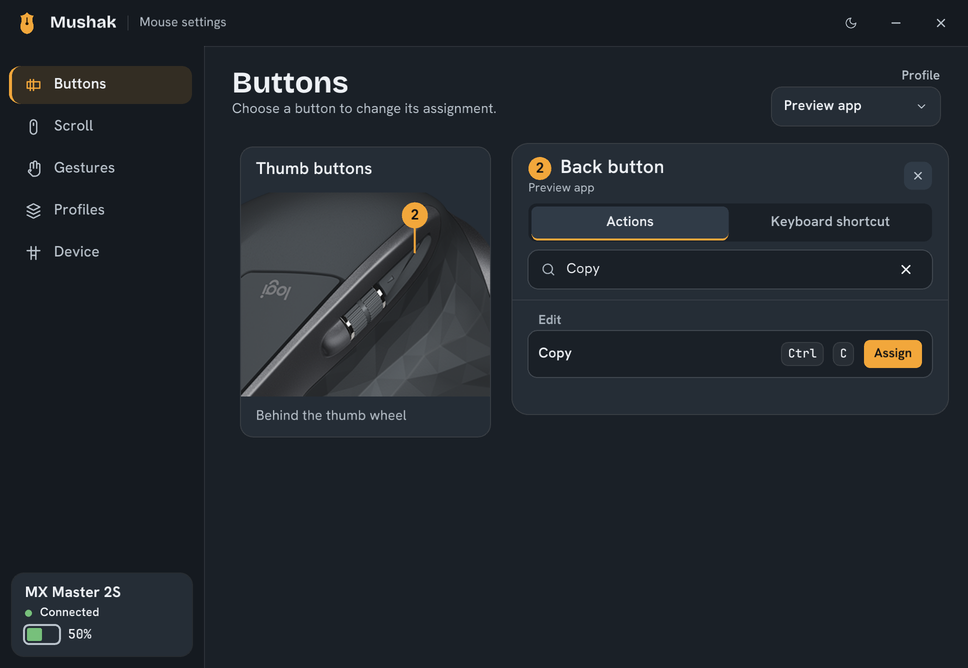 Mushak
Mouse settings
Buttons
Scroll
Gestures
Profiles
Device
MX Master 2S
Connected
50%
Buttons
Choose a button to change its assignment.
Profile
Preview app
Thumb buttons
2
logi
Behind the thumb wheel
2 Back button
Preview app
Actions Keyboard shortcut
Copy
Edit
Copy Ctrl C Assign